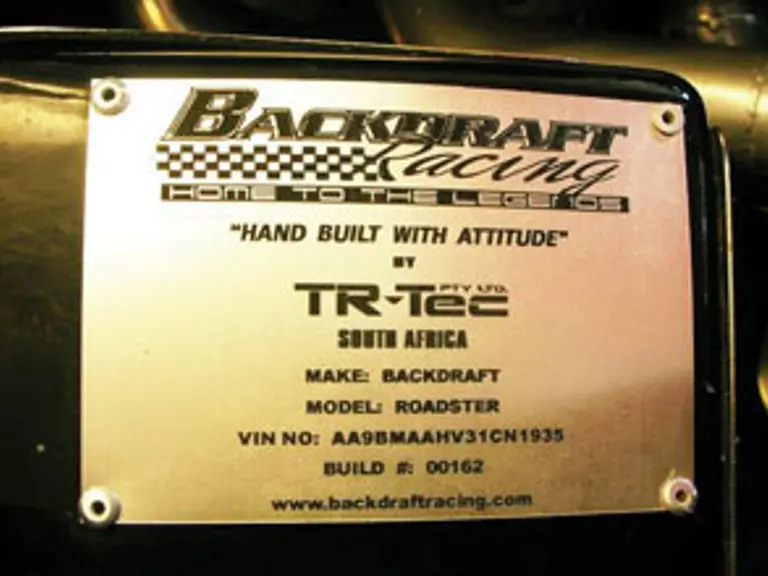 BACKDRAFT
Racing
HOME TO THE LEGENDS
"HAND BUILT WITH ATTITUDE"
BY
TR-Tec PTY LTD.
SOUTH AFRICA
MAKE: BACKDRAFT
MODEL: ROADSTER
VIN NO: AA9BMAAHV31CN1935
BUILD #: 00162
www.backdraftracing.com